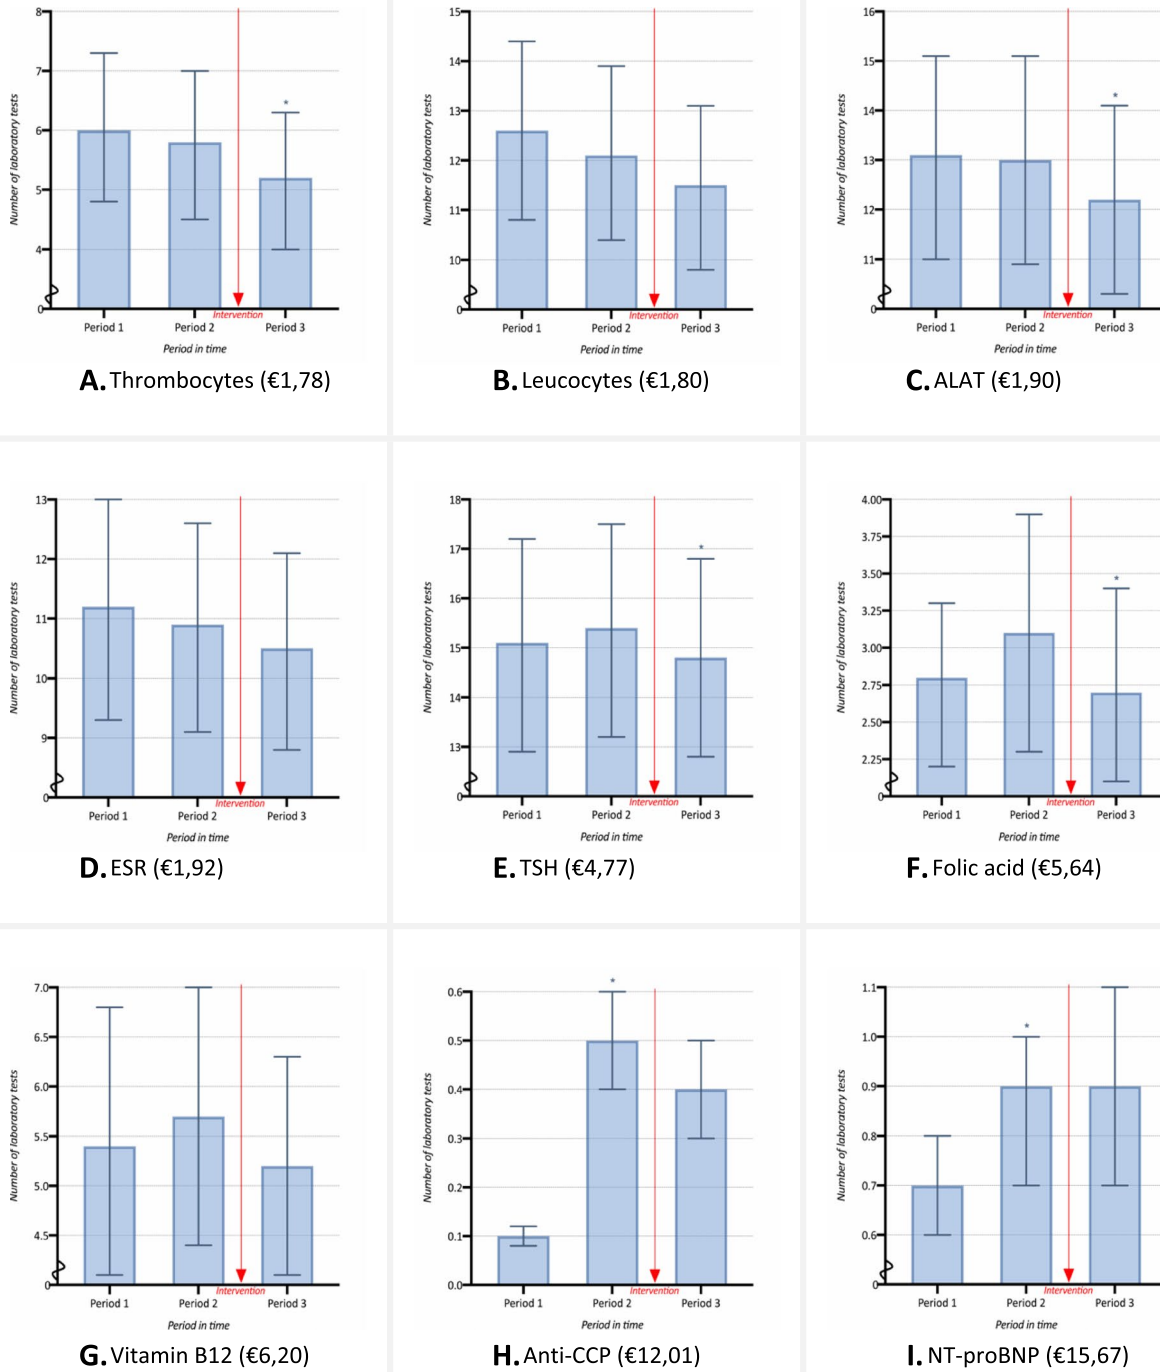 8
7
6
5
4
0
Number of laboratory tests
*
Intervention
Period 1
Period 2
Period 3
Period in time
A. Thrombocytes (€1,78)
15
14
13
12
11
10
0
Number of laboratory tests
Intervention
Period 1
Period 2
Period 3
Period in time
B. Leucocytes (€1,80)
16
15
14
13
12
11
0
Number of laboratory tests
*
Intervention
Period 1
Period 2
Period 3
Period in time
C. ALAT (€1,90)
13
12
11
10
9
0
Number of laboratory tests
Intervention
Period 1
Period 2
Period 3
Period in time
D. ESR (€1,92)
18
17
16
15
14
13
0
Number of laboratory tests
*
Intervention
Period 1
Period 2
Period 3
Period in time
E. TSH (€4,77)
4.00
3.75
3.50
3.25
3.00
2.75
2.50
2.25
0
Number of laboratory tests
*
Intervention
Period 1
Period 2
Period 3
Period in time
F. Folic acid (€5,64)
7.0
6.5
6.0
5.5
5.0
4.5
0
Number of laboratory tests
Intervention
Period 1
Period 2
Period 3
Period in time
G. Vitamin B12 (€6,20)
0.6
0.5
0.4
0.3
0.2
0.1
0.0
Number of laboratory tests
*
Intervention
Period 1
Period 2
Period 3
Period in time
H. Anti-CCP (€12,01)
1.1
1.0
0.9
0.8
0.7
0.6
0
Number of laboratory tests
*
Intervention
Period 1
Period 2
Period 3
Period in time
I. NT-proBNP (€15,67)